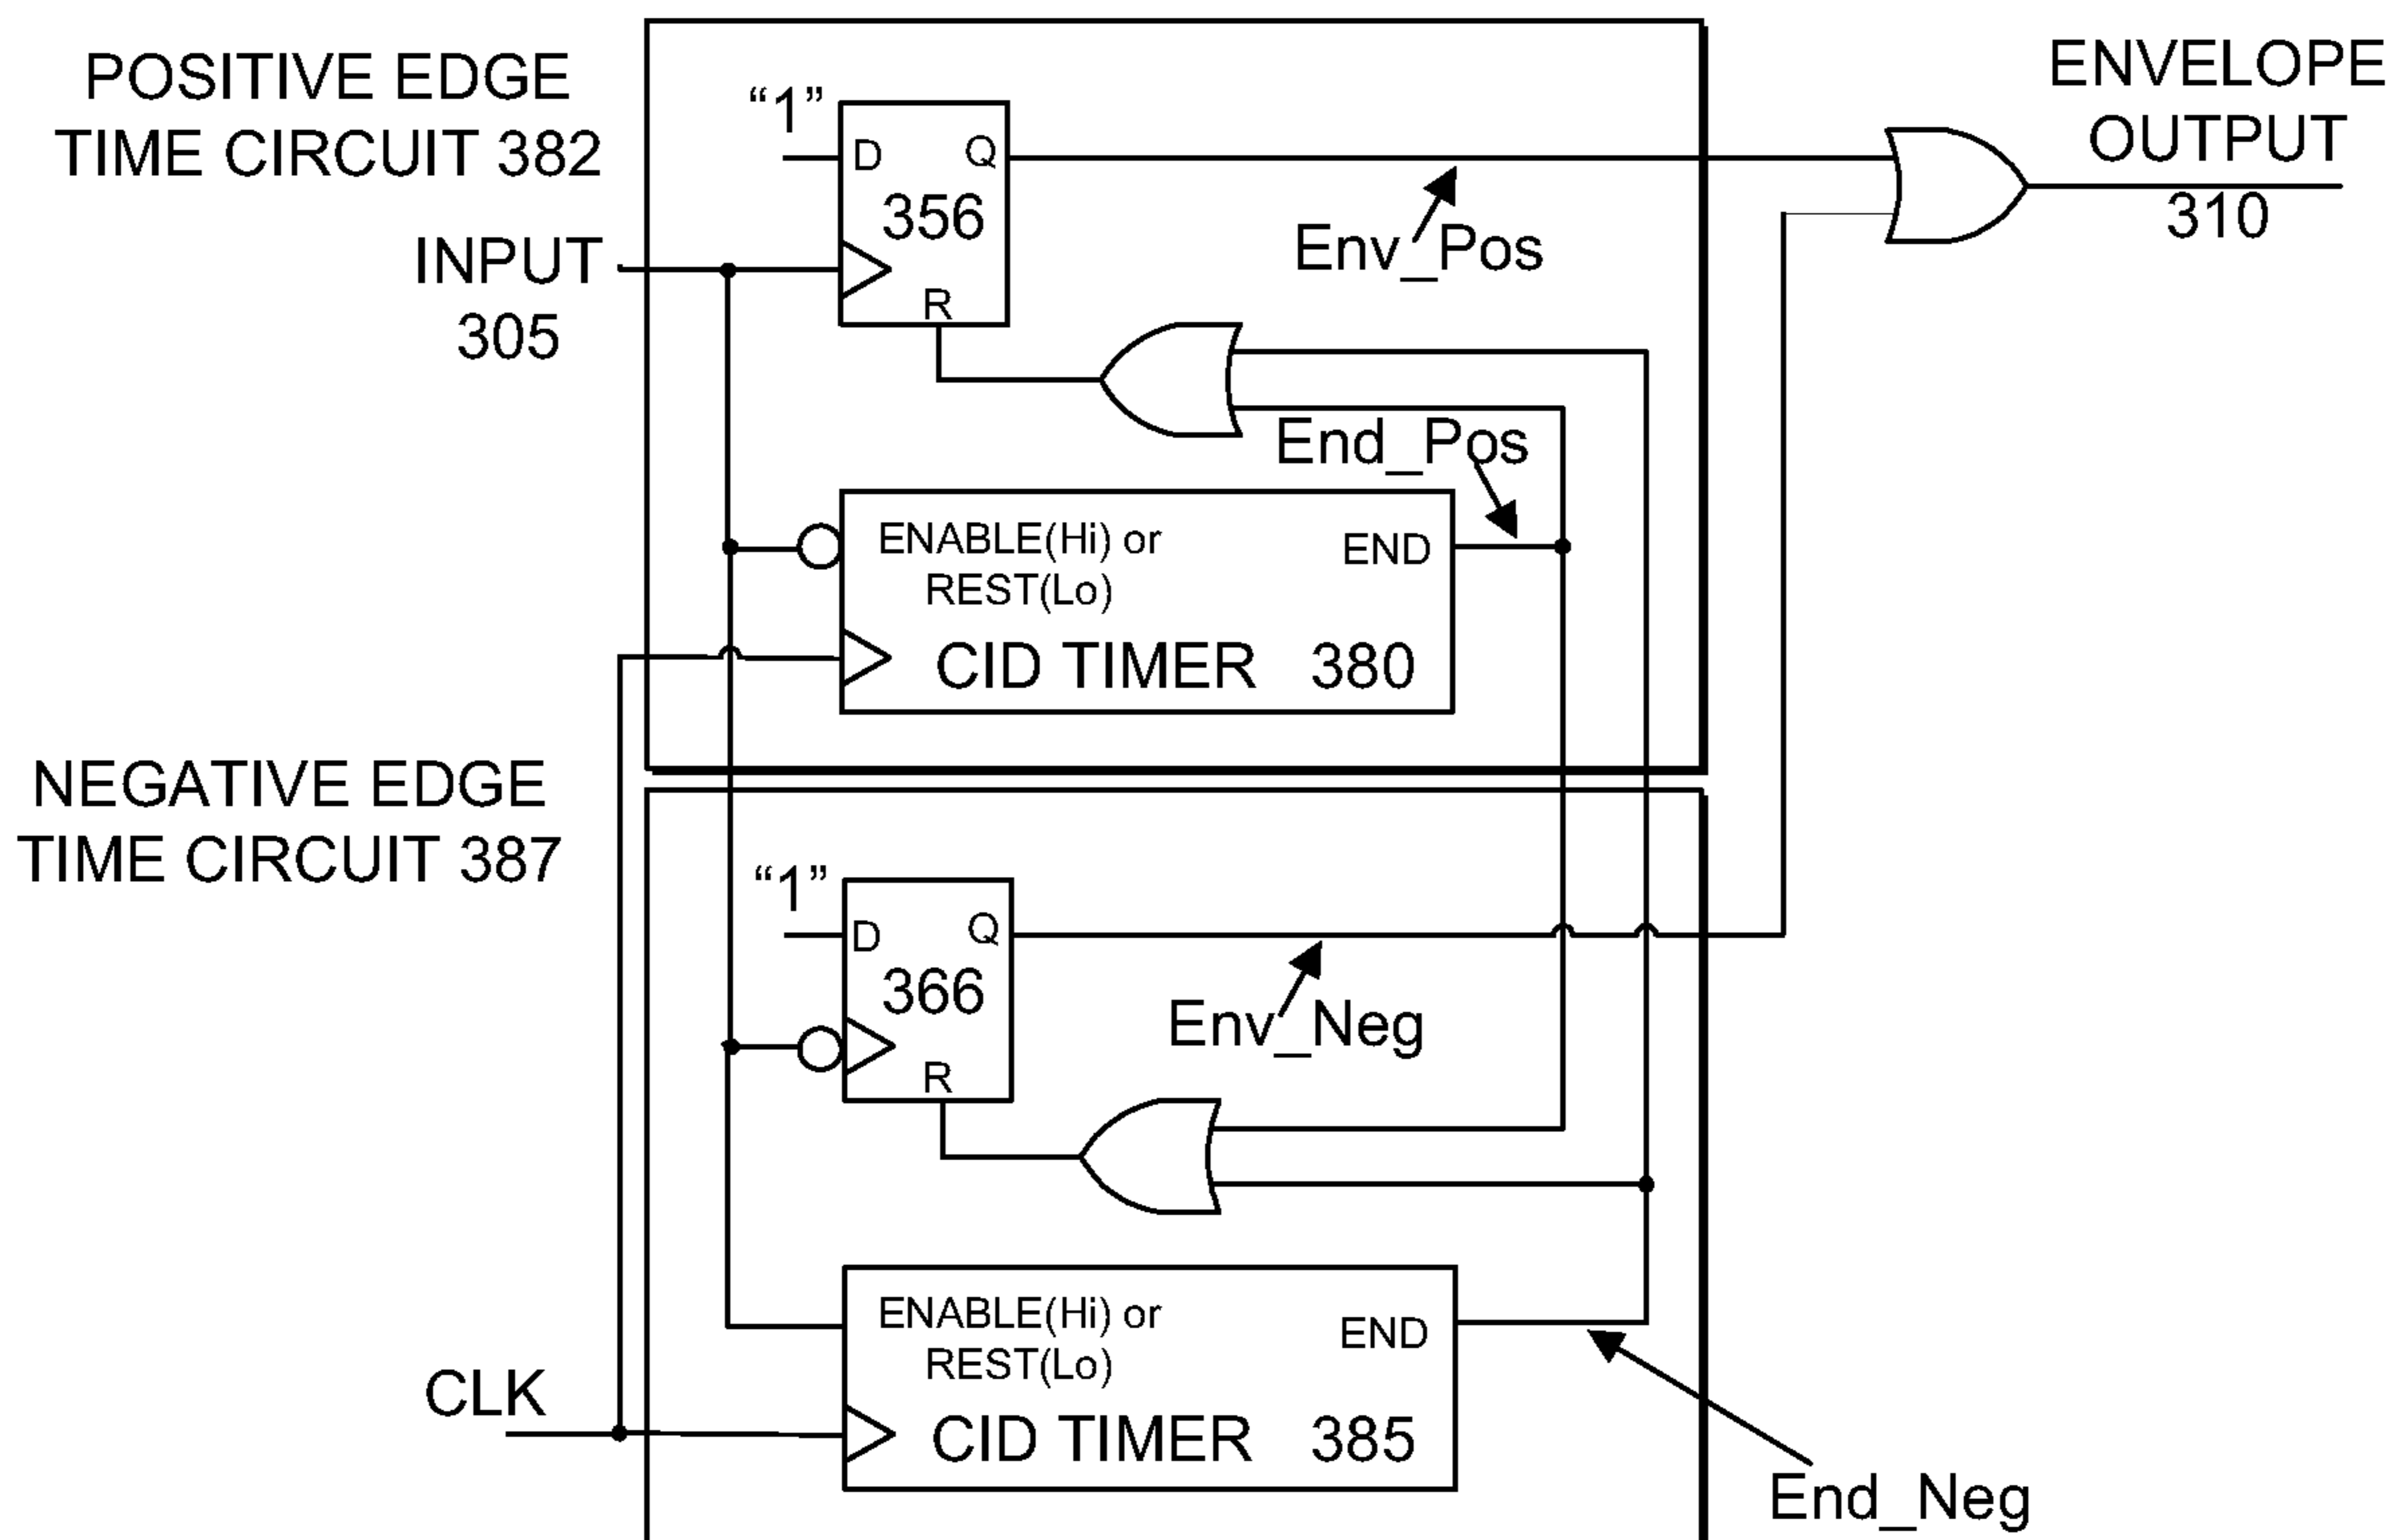 POSITIVE EDGE
TIME CIRCUIT 382
ENVELOPE
OUTPUT
310
“1”
D
Q
356
R
INPUT
305
Env_Pos
End_Pos
ENABLE(Hi) or
REST(Lo)
END
CID TIMER 380
NEGATIVE EDGE
TIME CIRCUIT 387
“1”
D
Q
366
R
Env_Neg
ENABLE(Hi) or
REST(Lo)
END
CID TIMER 385
CLK
End_Neg